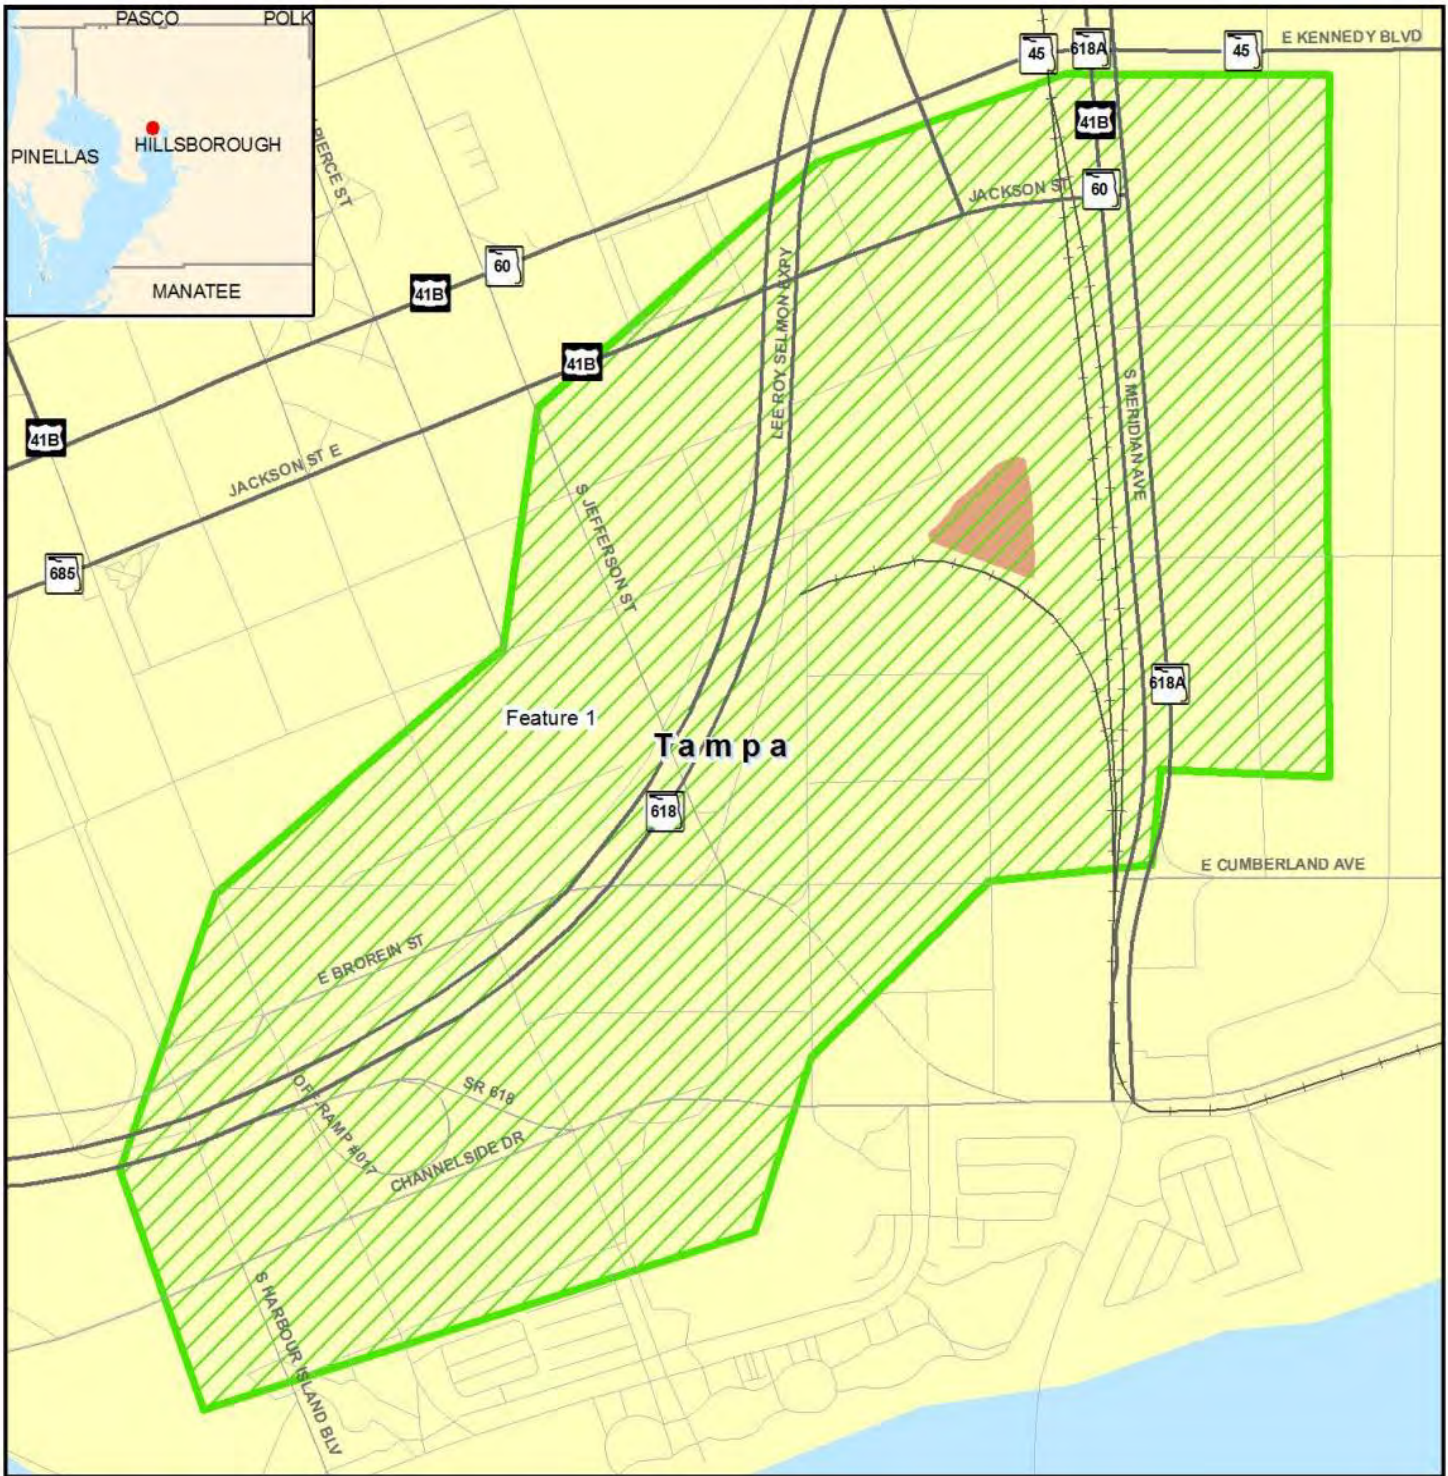 PASCO
POLK
PINELLAS
HILLSBOROUGH
MANATEE
PIERCE ST
45
618A
45
E KENNEDY BLVD
41B
60
JACKSON ST
60
41B
41B
LEE ROY SELMON EXPY
S MERIDIAN AVE
41B
JACKSON ST E
S JEFFERSON ST
685
618A
Feature 1
Tampa
618
E CUMBERLAND AVE
E BROREIN ST
OFF-RAMP #017
SR 618
CHANNELSIDE DR
S HARBOUR ISLAND BLV